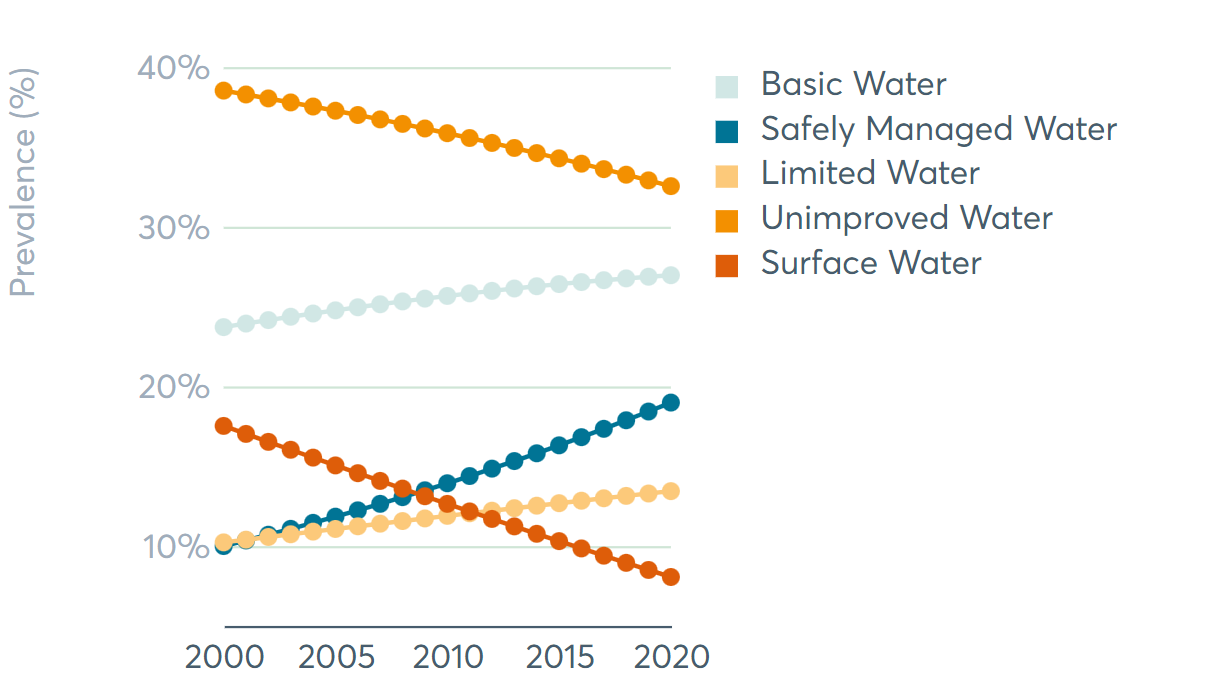 Prevalence (%)
40%
30%
20%
10%
2000 2005 2010 2015 2020
Basic Water
Safely Managed Water
Limited Water
Unimproved Water
Surface Water